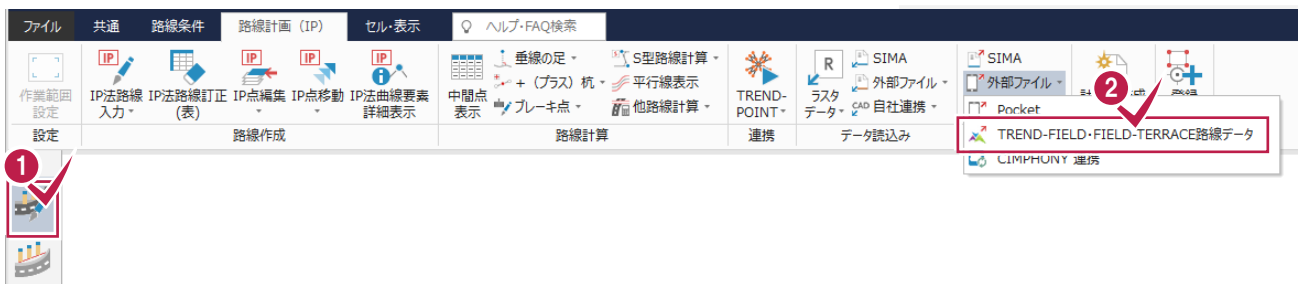 ファイル 共通 路線条件 路線計画（IP） セル・表示 ヘルプ・FAQ検索
作業範囲
設定
IP IP法路線
入力
IP法路線訂正
(表)
IP IP点編集
IP IP点移動
IP IP法曲線要素
詳細表示
中間点
表示
垂線の足
+（プラス）杭
ブレーキ点
S型路線計算
平行線表示
他路線計算
TREND-
POINT
R
ラスタ
データ
SIMA
外部ファイル
CAD 自社連携
SIMA
外部ファイル
成
登録
設定 路線作成 路線計算 連携 データ読込み
Pocket
TREND-FIELD・FIELD-TERRACE路線データ
CIMPHONY 連携
1
2